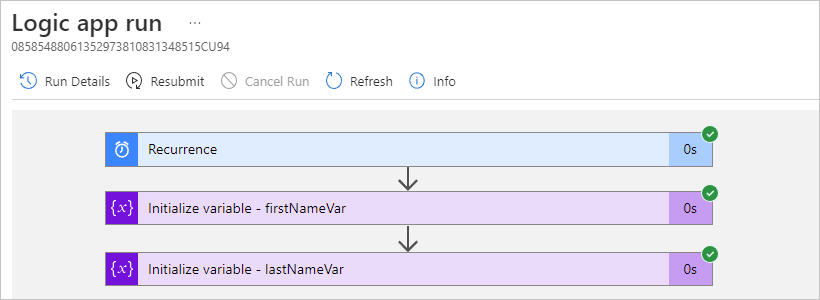 Logic app run ...
08585488061352973810831348515CU94
Run Details Resubmit Cancel Run Refresh Info
Recurrence 0s
{x} Initialize variable - firstNameVar 0s
{x} Initialize variable - lastNameVar 0s